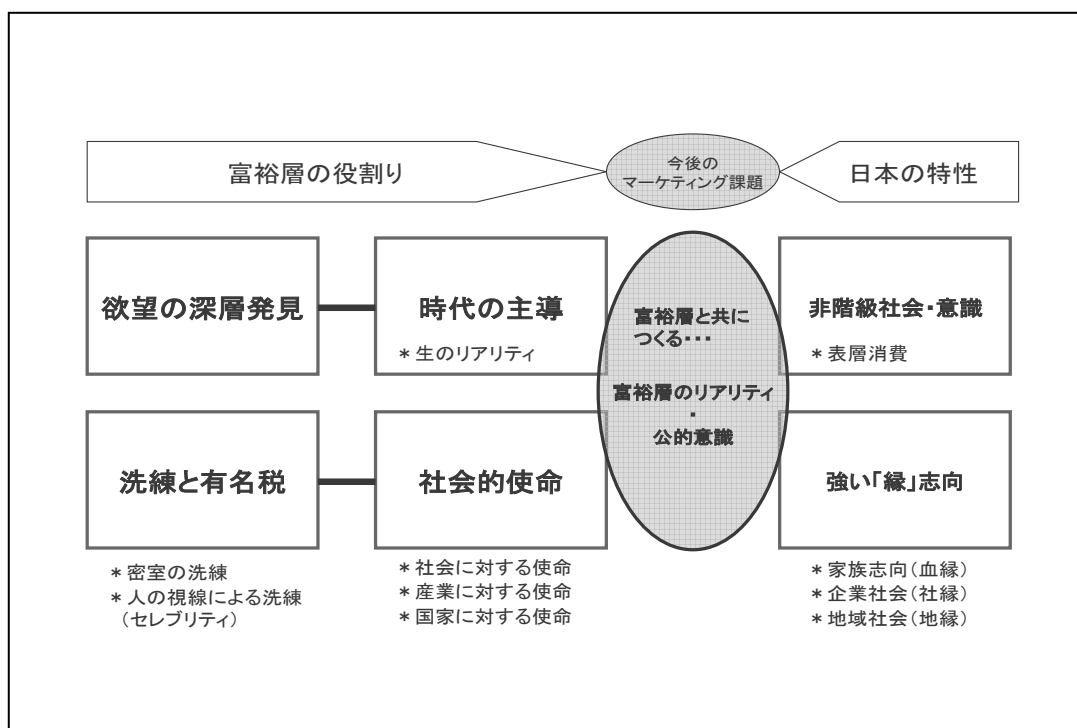 富裕層の役割り
今後の
マーケティング課題
日本の特性
欲望の深層発見
時代の主導
＊生のリアリティ
富裕層と共に
つくる･･･
富裕層のリアリティ
・
公的意識
非階級社会・意識
＊表層消費
洗練と有名税
社会的使命
強い「縁」志向
＊密室の洗練
＊人の視線による洗練
（セレブリティ）
＊社会に対する使命
＊産業に対する使命
＊国家に対する使命
＊家族志向（血縁）
＊企業社会（社縁）
＊地域社会（地縁）